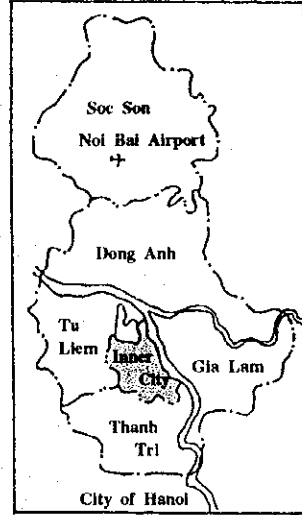 Soc Son
Noi Bai Airport
Dong Anh
Tu
Liem
Inner
City
Gia Lam
Thanh
Tri
City of Hanoi